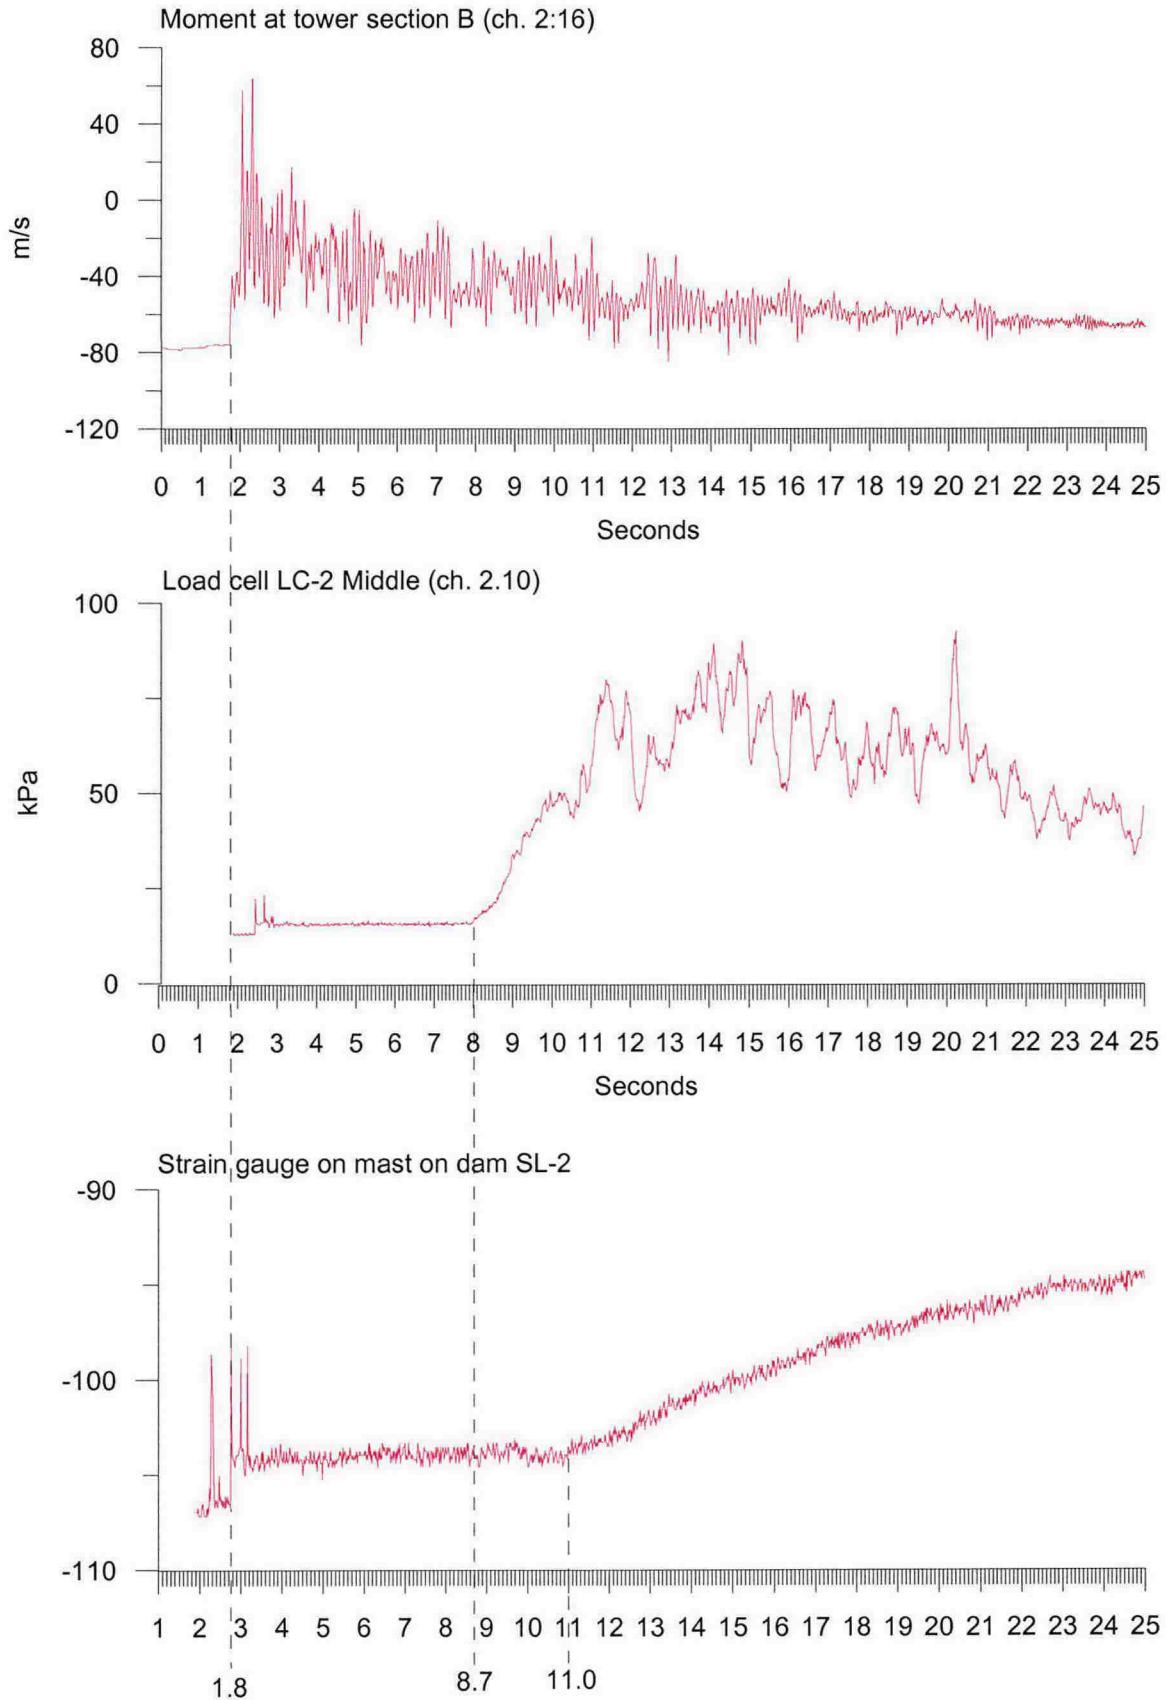 Moment at tower section B (ch. 2:16)
80
40
0
-40
-80
-120
m/s
0 1 2 3 4 5 6 7 8 9 10 11 12 13 14 15 16 17 18 19 20 21 22 23 24 25
Seconds
Load cell LC-2 Middle (ch. 2.10)
100
50
0
kPa
0 1 2 3 4 5 6 7 8 9 10 11 12 13 14 15 16 17 18 19 20 21 22 23 24 25
Seconds
Strain gauge on mast on dam SL-2
-90
-100
-110
1 2 3 4 5 6 7 8 9 10 11 12 13 14 15 16 17 18 19 20 21 22 23 24 25
1.8 8.7 11.0